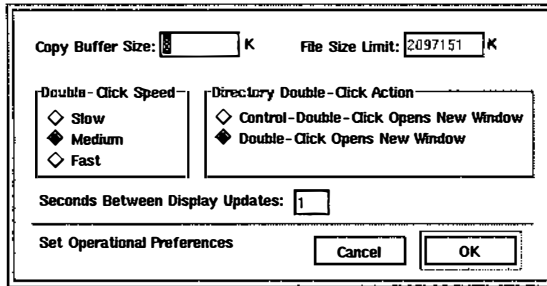 Copy Buffer Size: 8 K File Size Limit: 2097151 K
Double-Click Speed Directory Double-Click Action
Slow Control-Double-Click Opens New Window
Medium Double-Click Opens New Window
Fast
Seconds Between Display Updates: 1
Set Operational Preferences Cancel OK